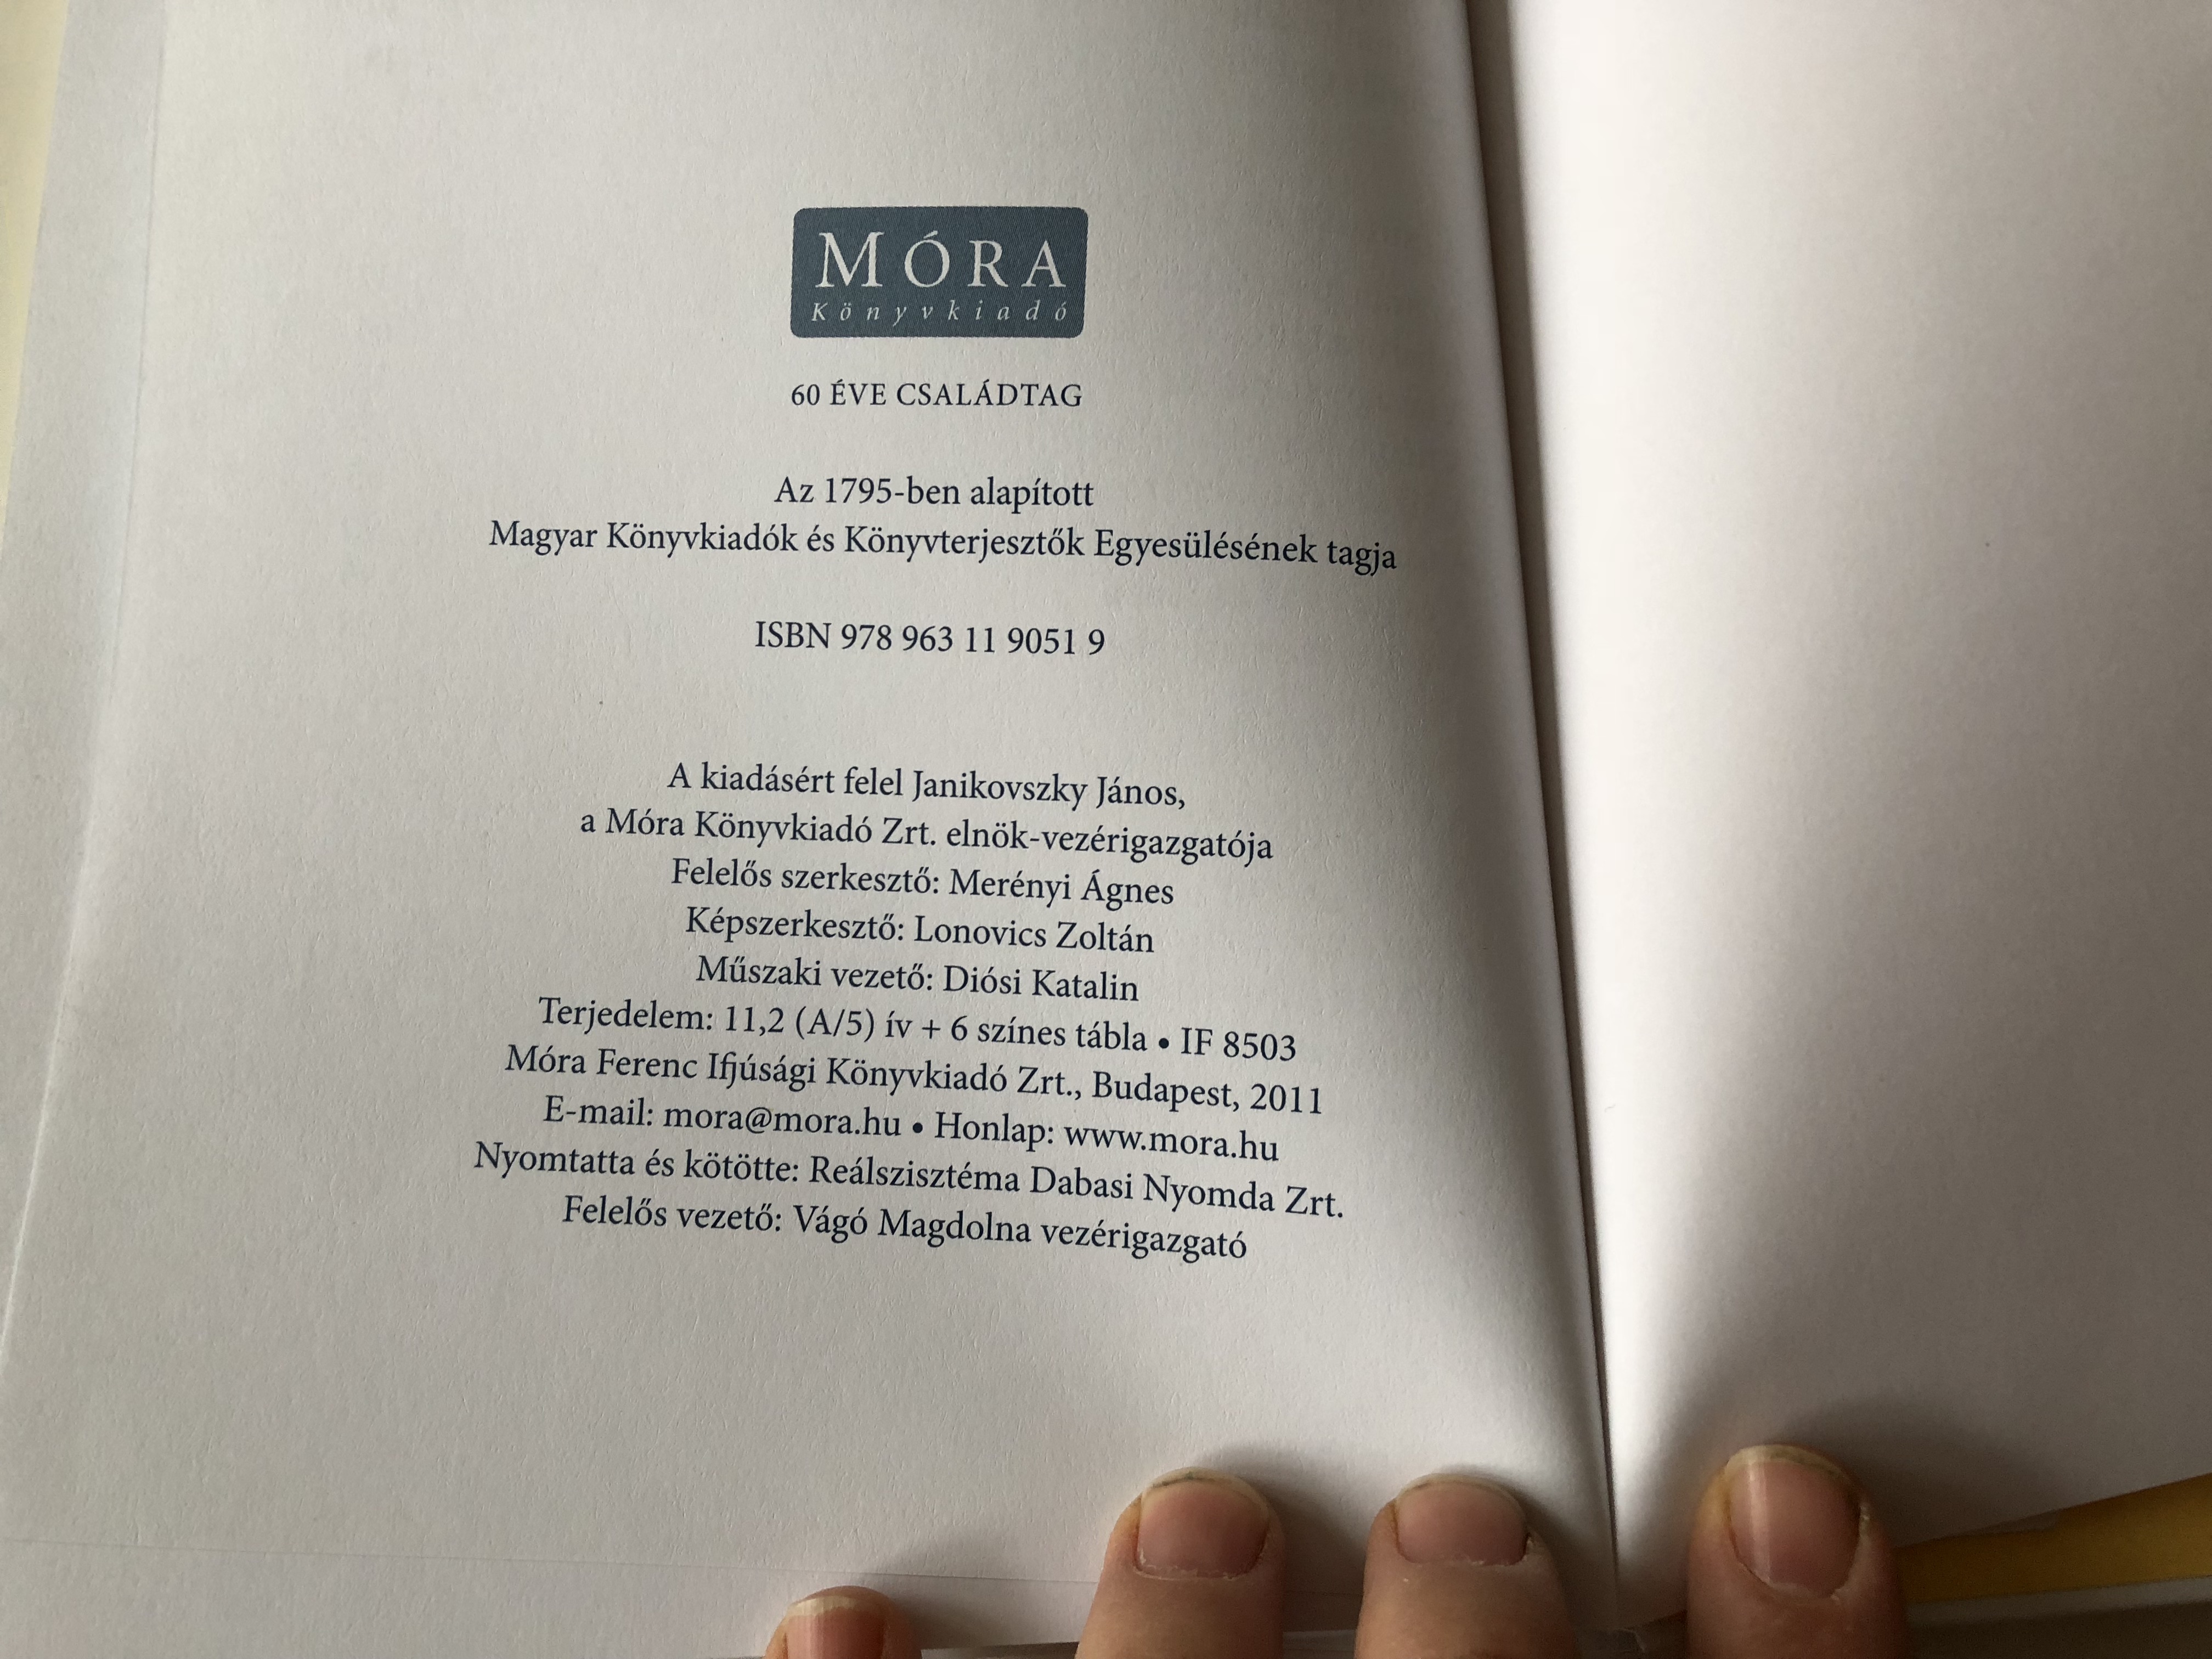 MÓRA
Könyvkiadó
60 ÉVE CSALÁDTAG
Az 1795-ben alapított
Magyar Könyvkiadók és Könyvterjesztők Egyesülésének tagja
ISBN 978 963 11 9051 9
A kiadásért felel Janikovszky János,
a Móra Könyvkiadó Zrt. elnök-vezérigazgatója
Felelős szerkesztő: Merényi Ágnes
Képszerkesztő: Lonovics Zoltán
Műszaki vezető: Diósi Katalin
Terjedelem: 11,2 (A/5) ív + 6 színes tábla • IF 8503
Móra Ferenc Ifjúsági Könyvkiadó Zrt., Budapest, 2011
E-mail: mora@mora.hu • Honlap: www.mora.hu
Nyomtatta és kötötte: Reálszisztéma Dabasi Nyomda Zrt.
Felelős vezető: Vágó Magdolna vezérigazgató